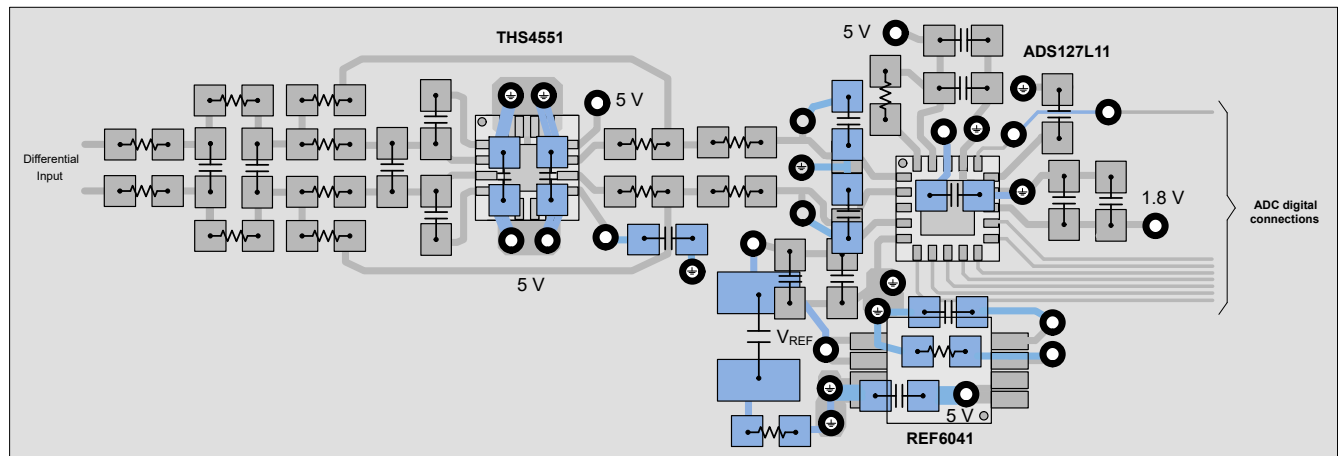 THS4551
5 V
ADS127L11
5 V
Differential
Input
1.8 V
ADC digital
connections
5 V
VREF
5 V
REF6041